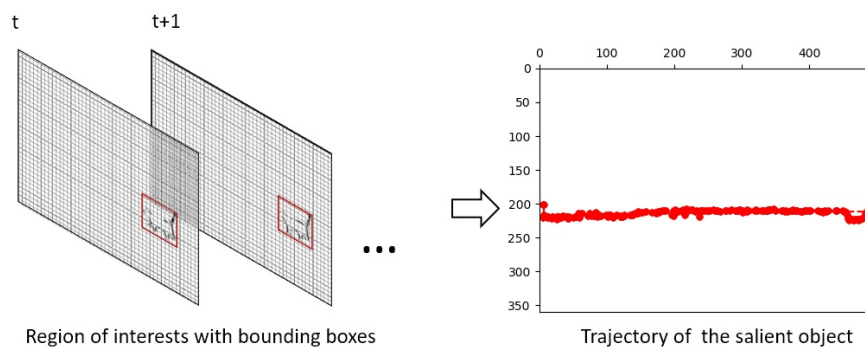 t
t+1
0 100 200 300 400
0
50
100
150
200
250
300
350
...
Region of interests with bounding boxes
Trajectory of the salient object